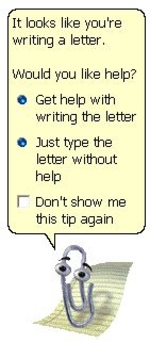 It looks like you're
writing a letter.
Would you like help?
Get help with
writing the letter
Just type the
letter without
help
Don't show me
this tip again